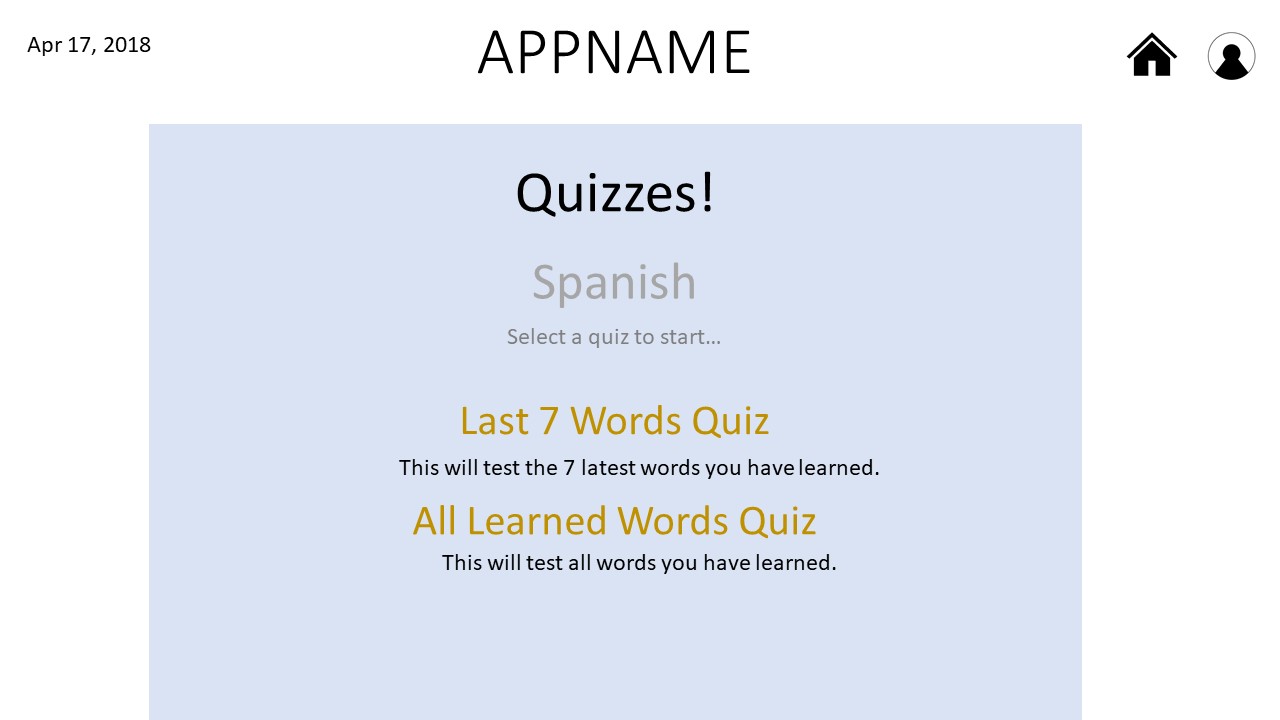 Apr 17, 2018
APPNAME
Quizzes!
Spanish
Select a quiz to start...
Last 7 Words Quiz
This will test the 7 latest words you have learned.
All Learned Words Quiz
This will test all words you have learned.